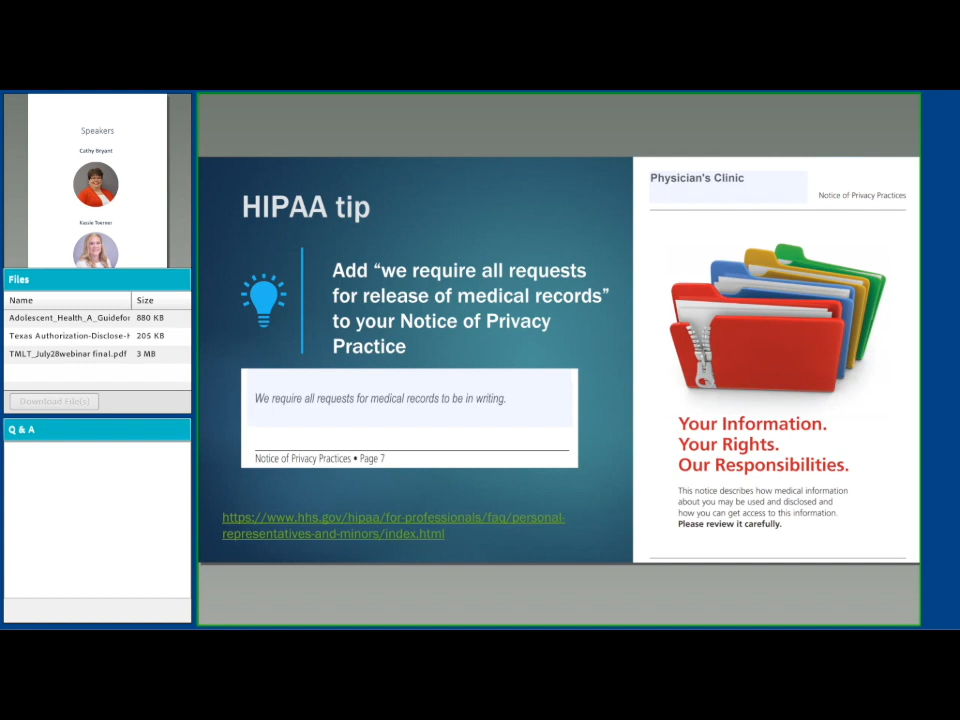 Speakers
Cathy Bryant
Kassie Toerner
Files
Name Size
Adolescent_Health_A_Guidefor 880 KB
Texas Authorization-Disclose-H 205 KB
TMLT_July28webinar final.pdf 3 MB
Download File(s)
Q & A
HIPAA tip
Add “we require all requests
for release of medical records”
to your Notice of Privacy
Practice
We require all requests for medical records to be in writing.
Notice of Privacy Practices • Page 7
https://www.hhs.gov/hipaa/for-professionals/faq/personal-
representatives-and-minors/index.html
Physician's Clinic
Notice of Privacy Practices
Your Information.
Your Rights.
Our Responsibilities.
This notice describes how medical information
about you may be used and disclosed and
how you can get access to this information.
Please review it carefully.